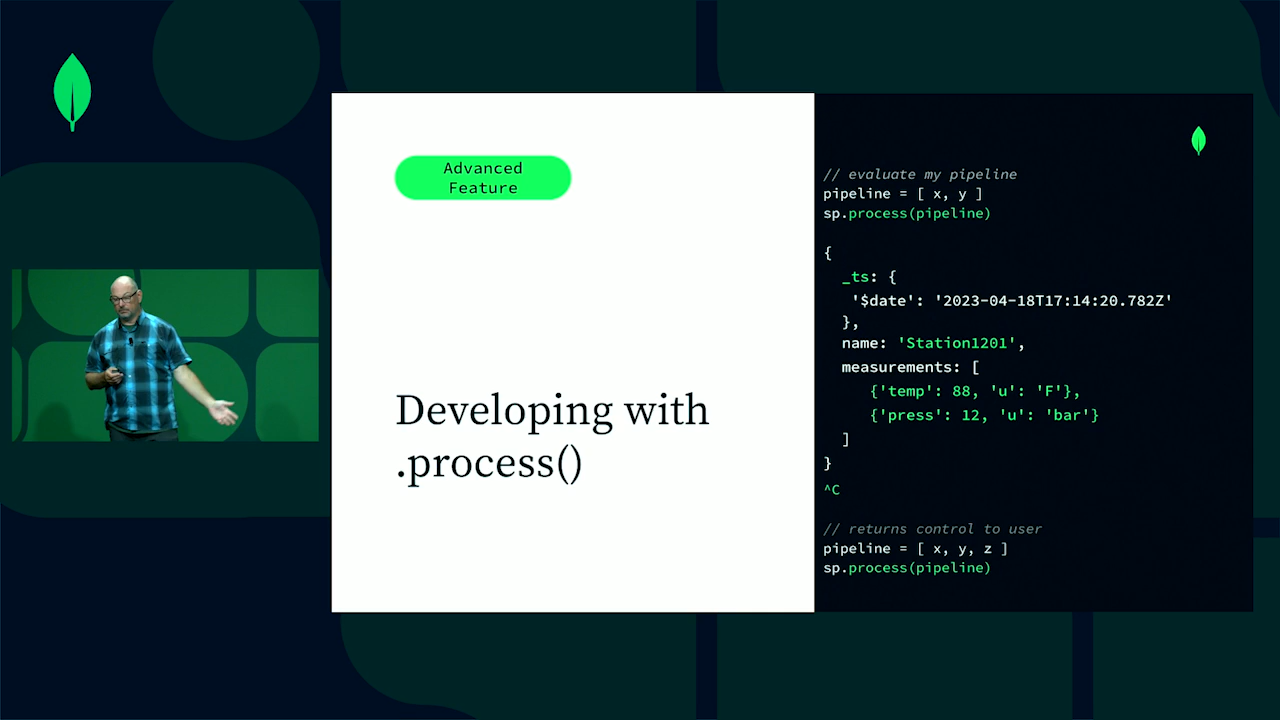 Advanced
Feature
Developing with
.process()
// evaluate my pipeline
pipeline = [ x, y ]
sp.process(pipeline)
{
_ts: {
'$date': '2023-04-18T17:14:20.782Z'
},
name: 'Station1201',
measurements: [
{'temp': 88, 'u': 'F'},
{'press': 12, 'u': 'bar'}
]
}
^C
// returns control to user
pipeline = [ x, y, z ]
sp.process(pipeline)